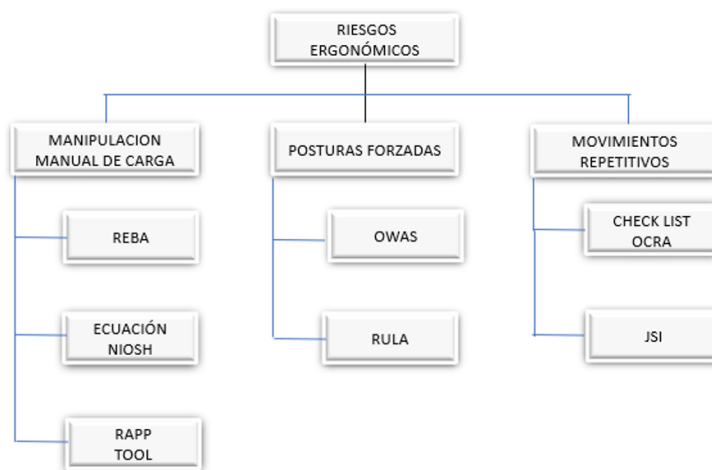 RIESGOS
ERGONÓMICOS
MANIPULACION
MANUAL DE CARGA
POSTURAS FORZADAS
MOVIMIENTOS
REPETITIVOS
REBA
OWAS
CHECK LIST
OCRA
ECUACIÓN
NIOSH
RULA
JSI
RAPP
TOOL